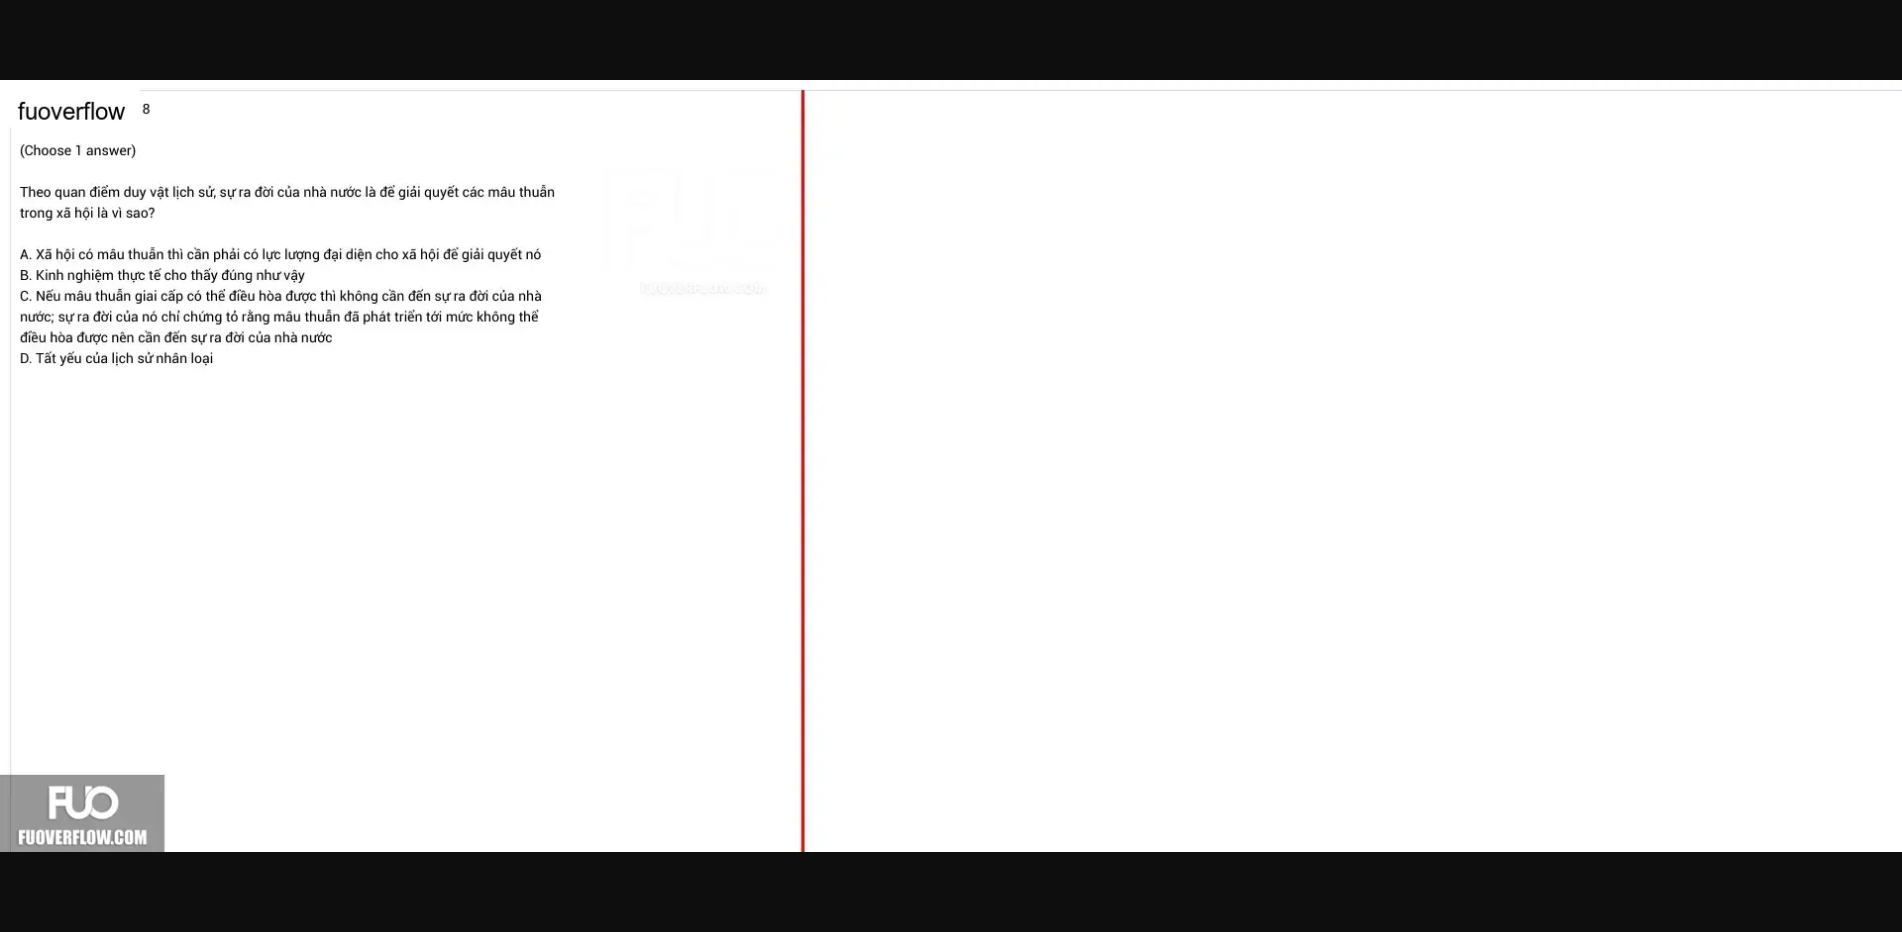 fuoverflow 8
(Choose 1 answer)
Theo quan điểm duy vật lịch sử, sự ra đời của nhà nước là để giải quyết các mâu thuẫn
trong xã hội là vì sao?
A. Xã hội có mâu thuẫn thì cần phải có lực lượng đại diện cho xã hội để giải quyết nó
B. Kinh nghiệm thực tế cho thấy đúng như vậy
C. Nếu mâu thuẫn giai cấp có thể điều hòa được thì không cần đến sự ra đời của nhà
nước; sự ra đời của nó chỉ chứng tỏ rằng mâu thuẫn đã phát triển tới mức không thể
điều hòa được nên cần đến sự ra đời của nhà nước
D. Tất yếu của lịch sử nhân loại
FUO
FUOVERFLOW.COM
FUO
FUOVERFLOW.COM